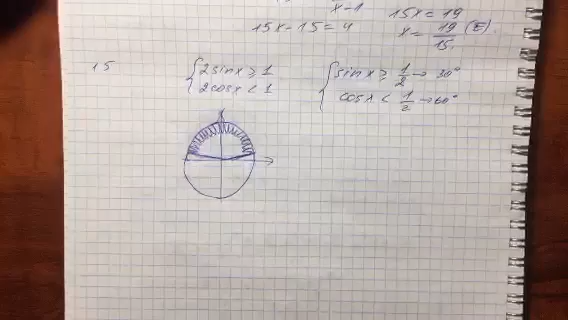 x-1
15x-15=4
15x=19
x=19/15 (E).
15
{2sinx ≥ 1
2cosx < 1
{sinx ≥ 1/2 → 30°
cosx < 1/2 → 60°